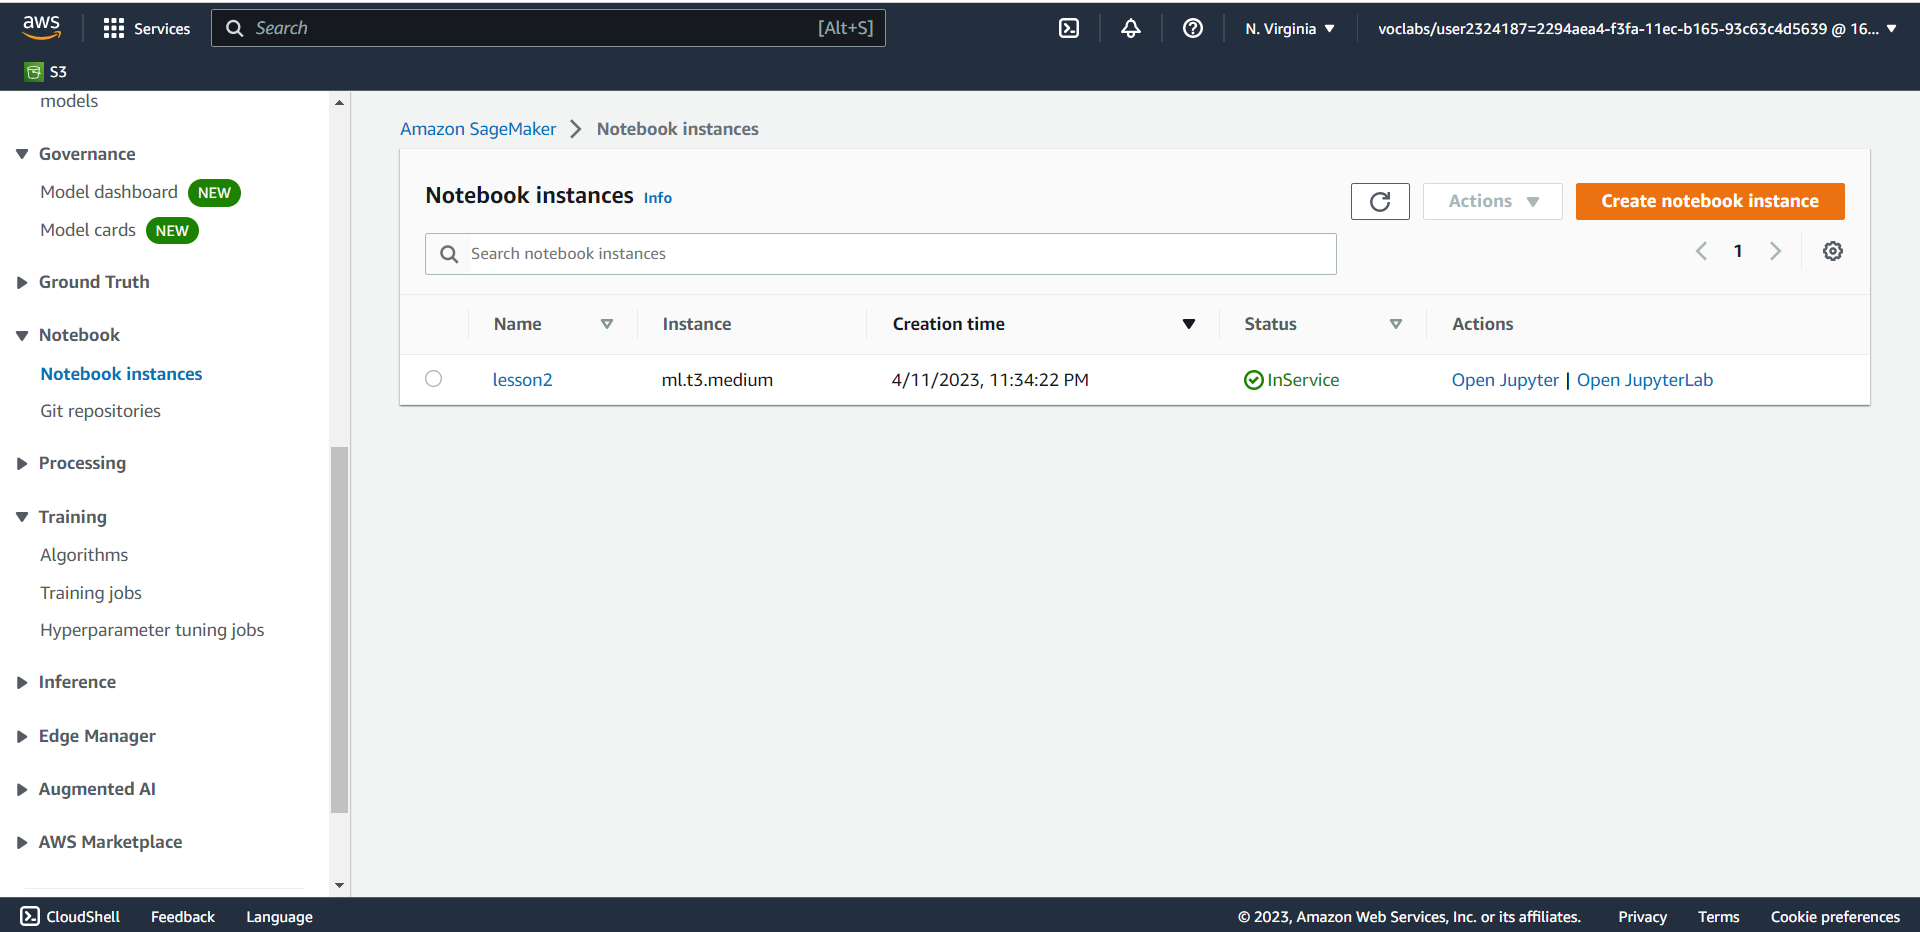 aws Services Search [Alt+S] N. Virginia voclabs/user2324187=2294aea4-f3fa-11ec-b165-93c63c4d5639 @ 16...
S3
models
Governance
Model dashboard NEW
Model cards NEW
Ground Truth
Notebook
Notebook instances
Git repositories
Processing
Training
Algorithms
Training jobs
Hyperparameter tuning jobs
Inference
Edge Manager
Augmented AI
AWS Marketplace
Amazon SageMaker > Notebook instances
Notebook instances Info
Actions Create notebook instance
Search notebook instances
1
Name Instance Creation time Status Actions
lesson2 ml.t3.medium 4/11/2023, 11:34:22 PM InService Open Jupyter | Open JupyterLab
CloudShell Feedback Language © 2023, Amazon Web Services, Inc. or its affiliates. Privacy Terms Cookie preferences